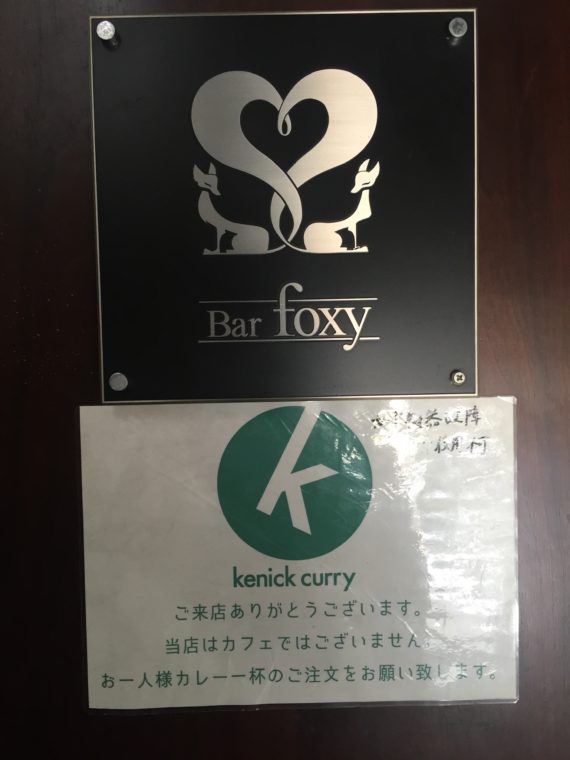 Bar foxy
k
kenick curry
ご来店ありがとうございます。
当店はカフェではございません。
お一人様カレー一杯のご注文をお願い致します。